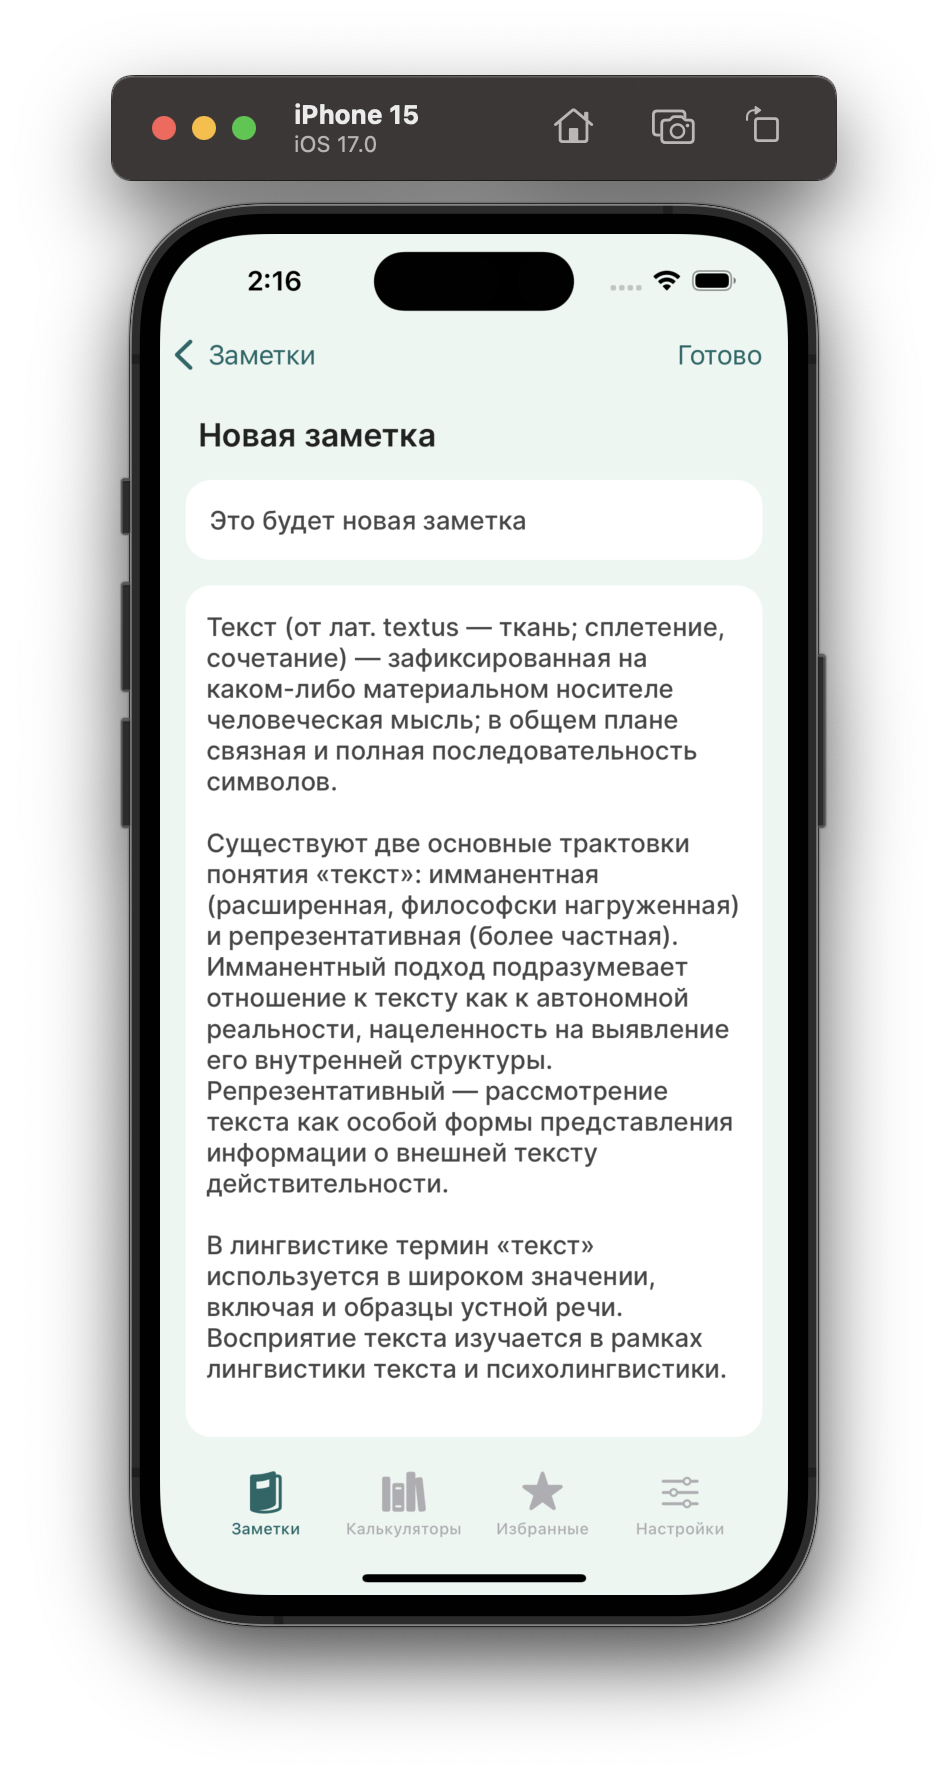 iPhone 15
iOS 17.0
2:16
Заметки
Готово
Новая заметка
Это будет новая заметка
Текст (от лат. textus — ткань; сплетение,
сочетание) — зафиксированная на
каком-либо материальном носителе
человеческая мысль; в общем плане
связная и полная последовательность
символов.
Существуют две основные трактовки
понятия «текст»: имманентная
(расширенная, философски нагруженная)
и репрезентативная (более частная).
Имманентный подход подразумевает
отношение к тексту как к автономной
реальности, нацеленность на выявление
его внутренней структуры.
Репрезентативный — рассмотрение
текста как особой формы представления
информации о внешней тексту
действительности.
В лингвистике термин «текст»
используется в широком значении,
включая и образцы устной речи.
Восприятие текста изучается в рамках
лингвистики текста и психолингвистики.
Заметки
Калькуляторы
Избранные
Настройки